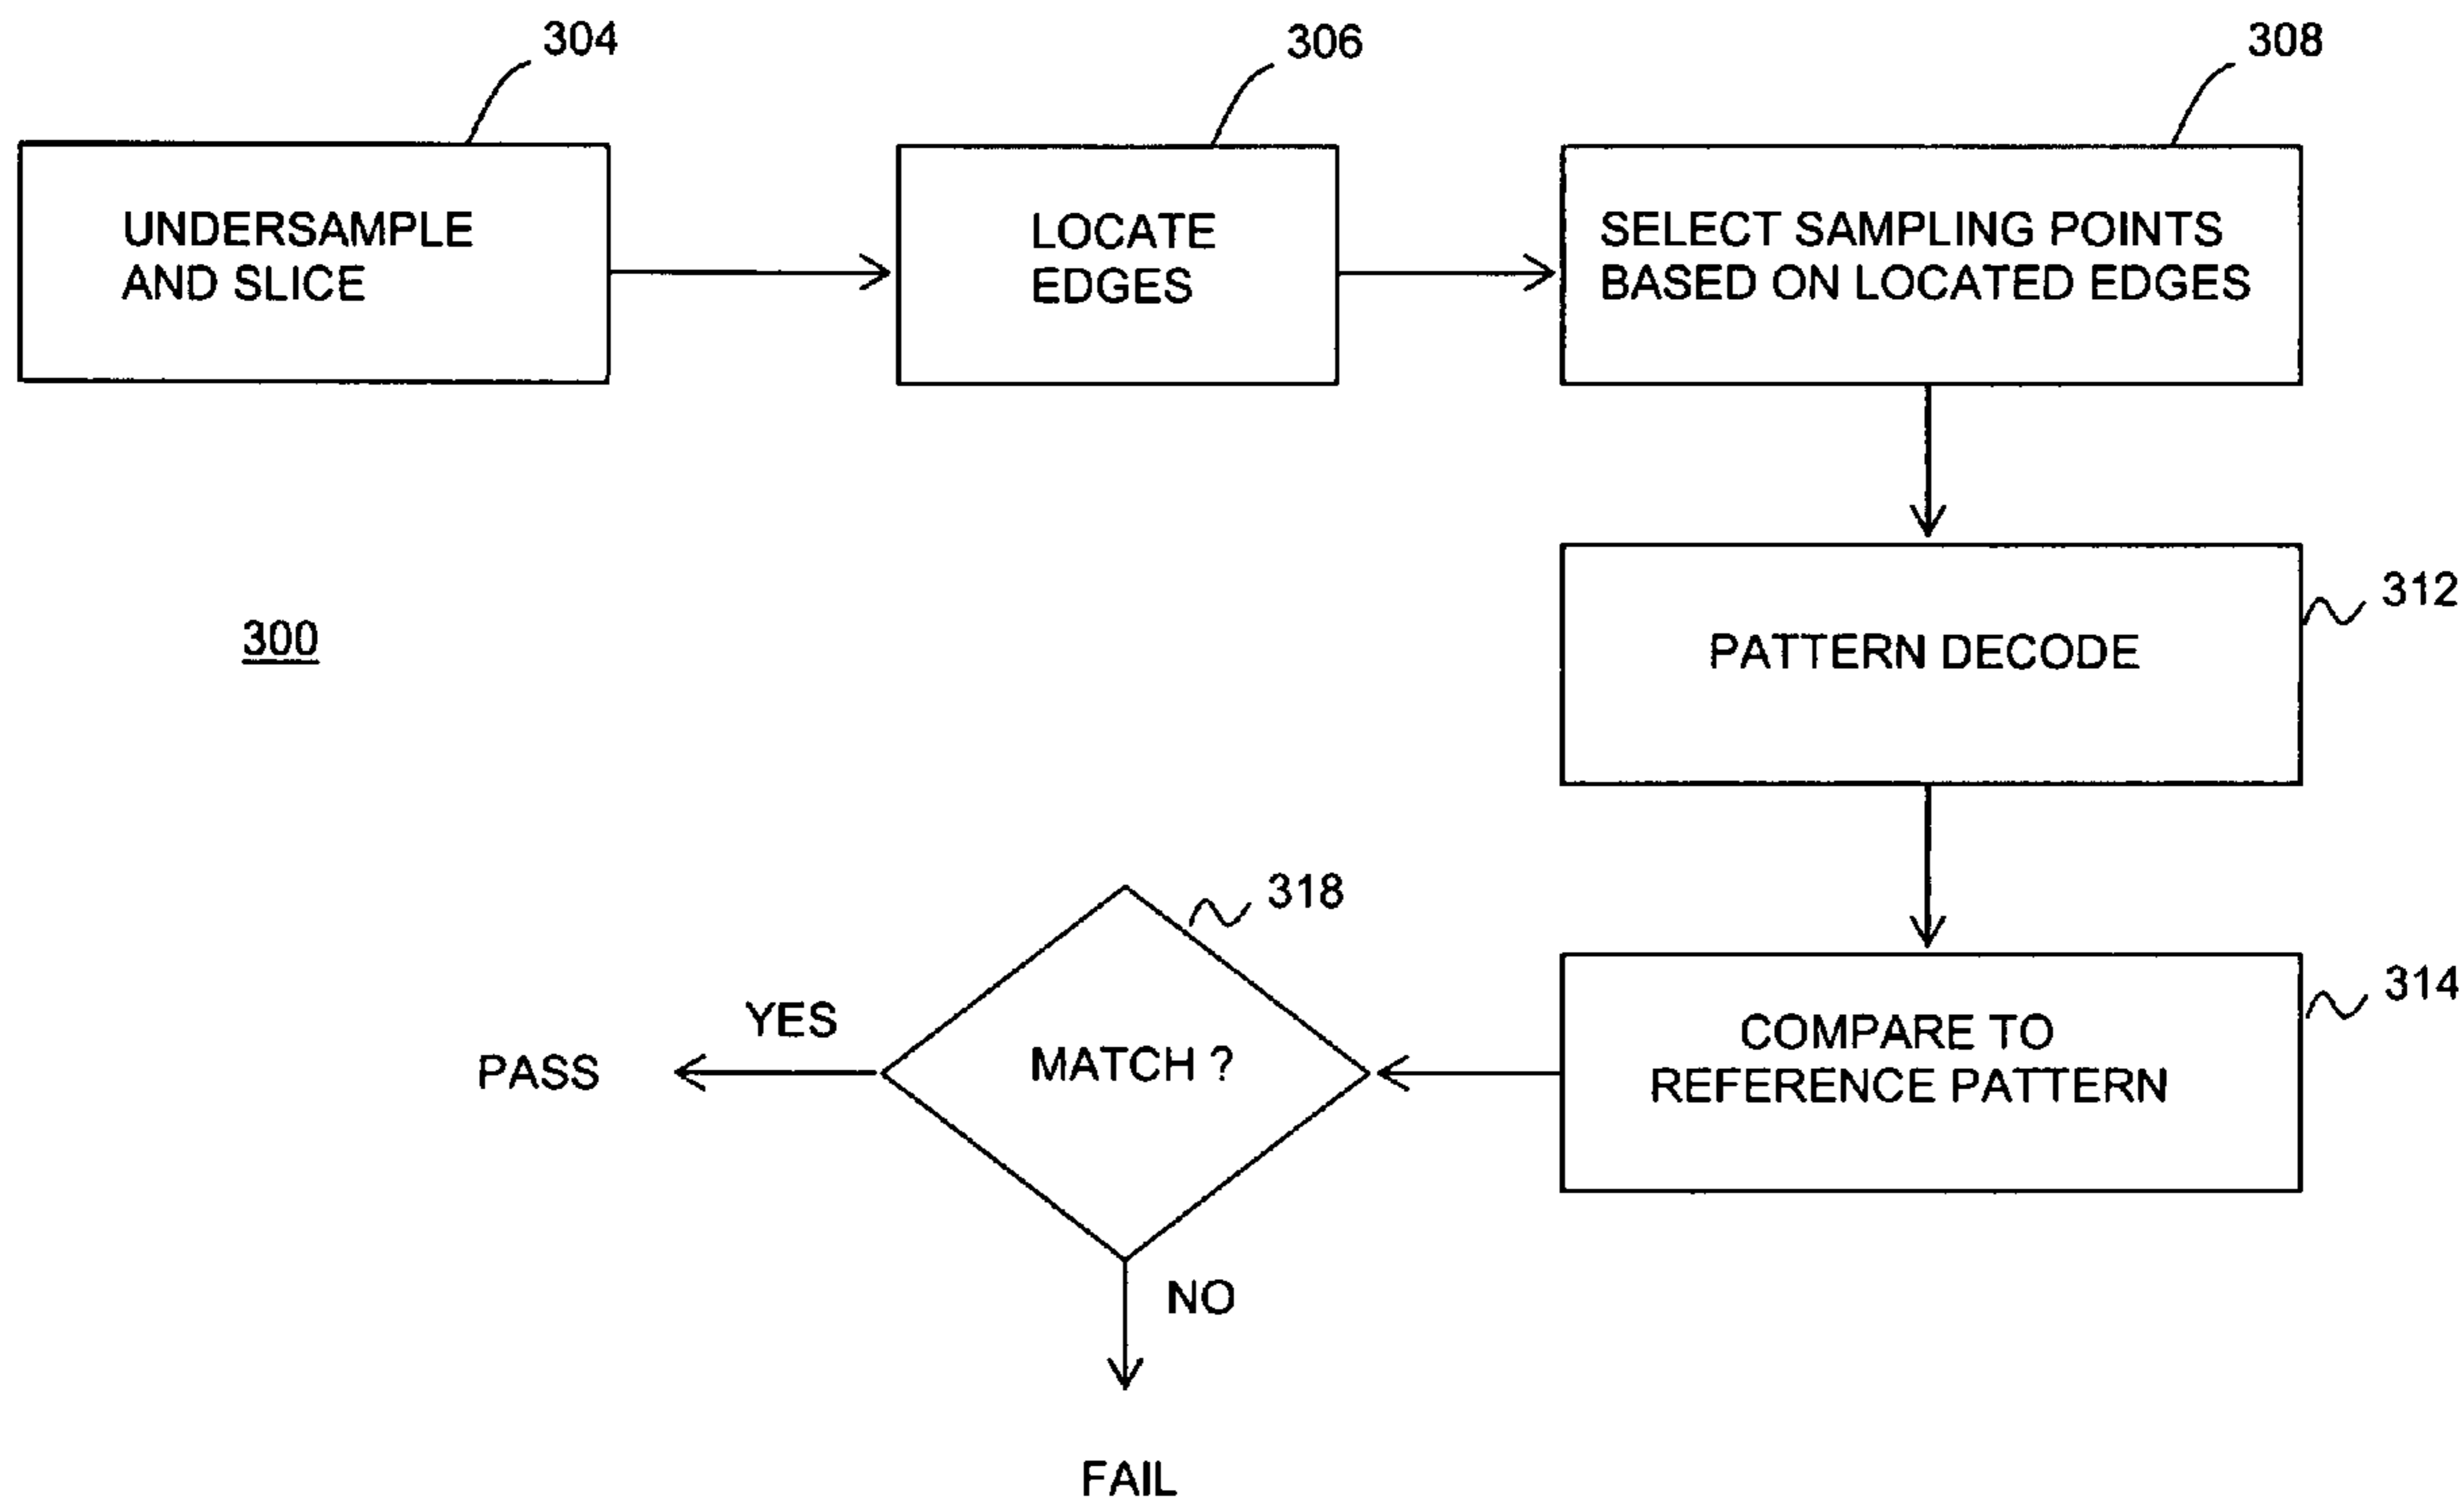 304
306
308
UNDERSAMPLE
AND SLICE
LOCATE
EDGES
SELECT SAMPLING POINTS
BASED ON LOCATED EDGES
312
300
PATTERN DECODE
318
314
YES
PASS
MATCH ?
COMPARE TO
REFERENCE PATTERN
NO
FAIL